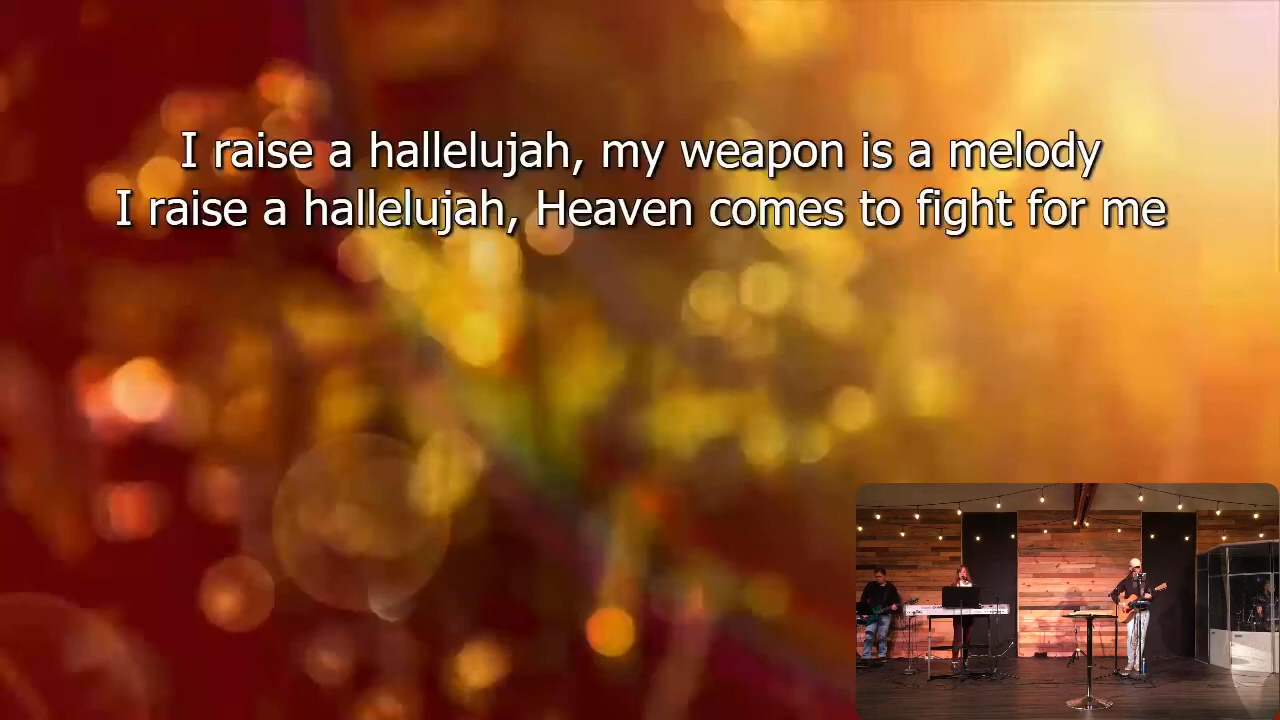 I raise a hallelujah, my weapon is a melody
I raise a hallelujah, Heaven comes to fight for me